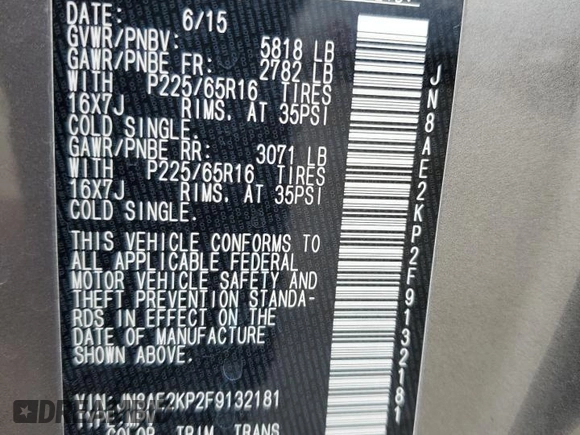 DATE: 6/15
GVWR/PNBV: 5818 LB
GAWR/PNBE FR: 2782 LB
WITH P225/65R16 TIRES
16X7J RIMS. AT 35PSI
COLD SINGLE.
GAWR/PNBE RR: 3071 LB
WITH P225/65R16 TIRES
16X7J RIMS. AT 35PSI
COLD SINGLE.
THIS VEHICLE CONFORMS TO
ALL APPLICABLE FEDERAL
MOTOR VEHICLE SAFETY AND
THEFT PREVENTION STANDA-
RDS IN EFFECT ON THE
DATE OF MANUFACTURE
SHOWN ABOVE.
VIN: JN8AE2KP2F9132181
COLOR TRIM TRANS
JN8AE2KP2F9132181